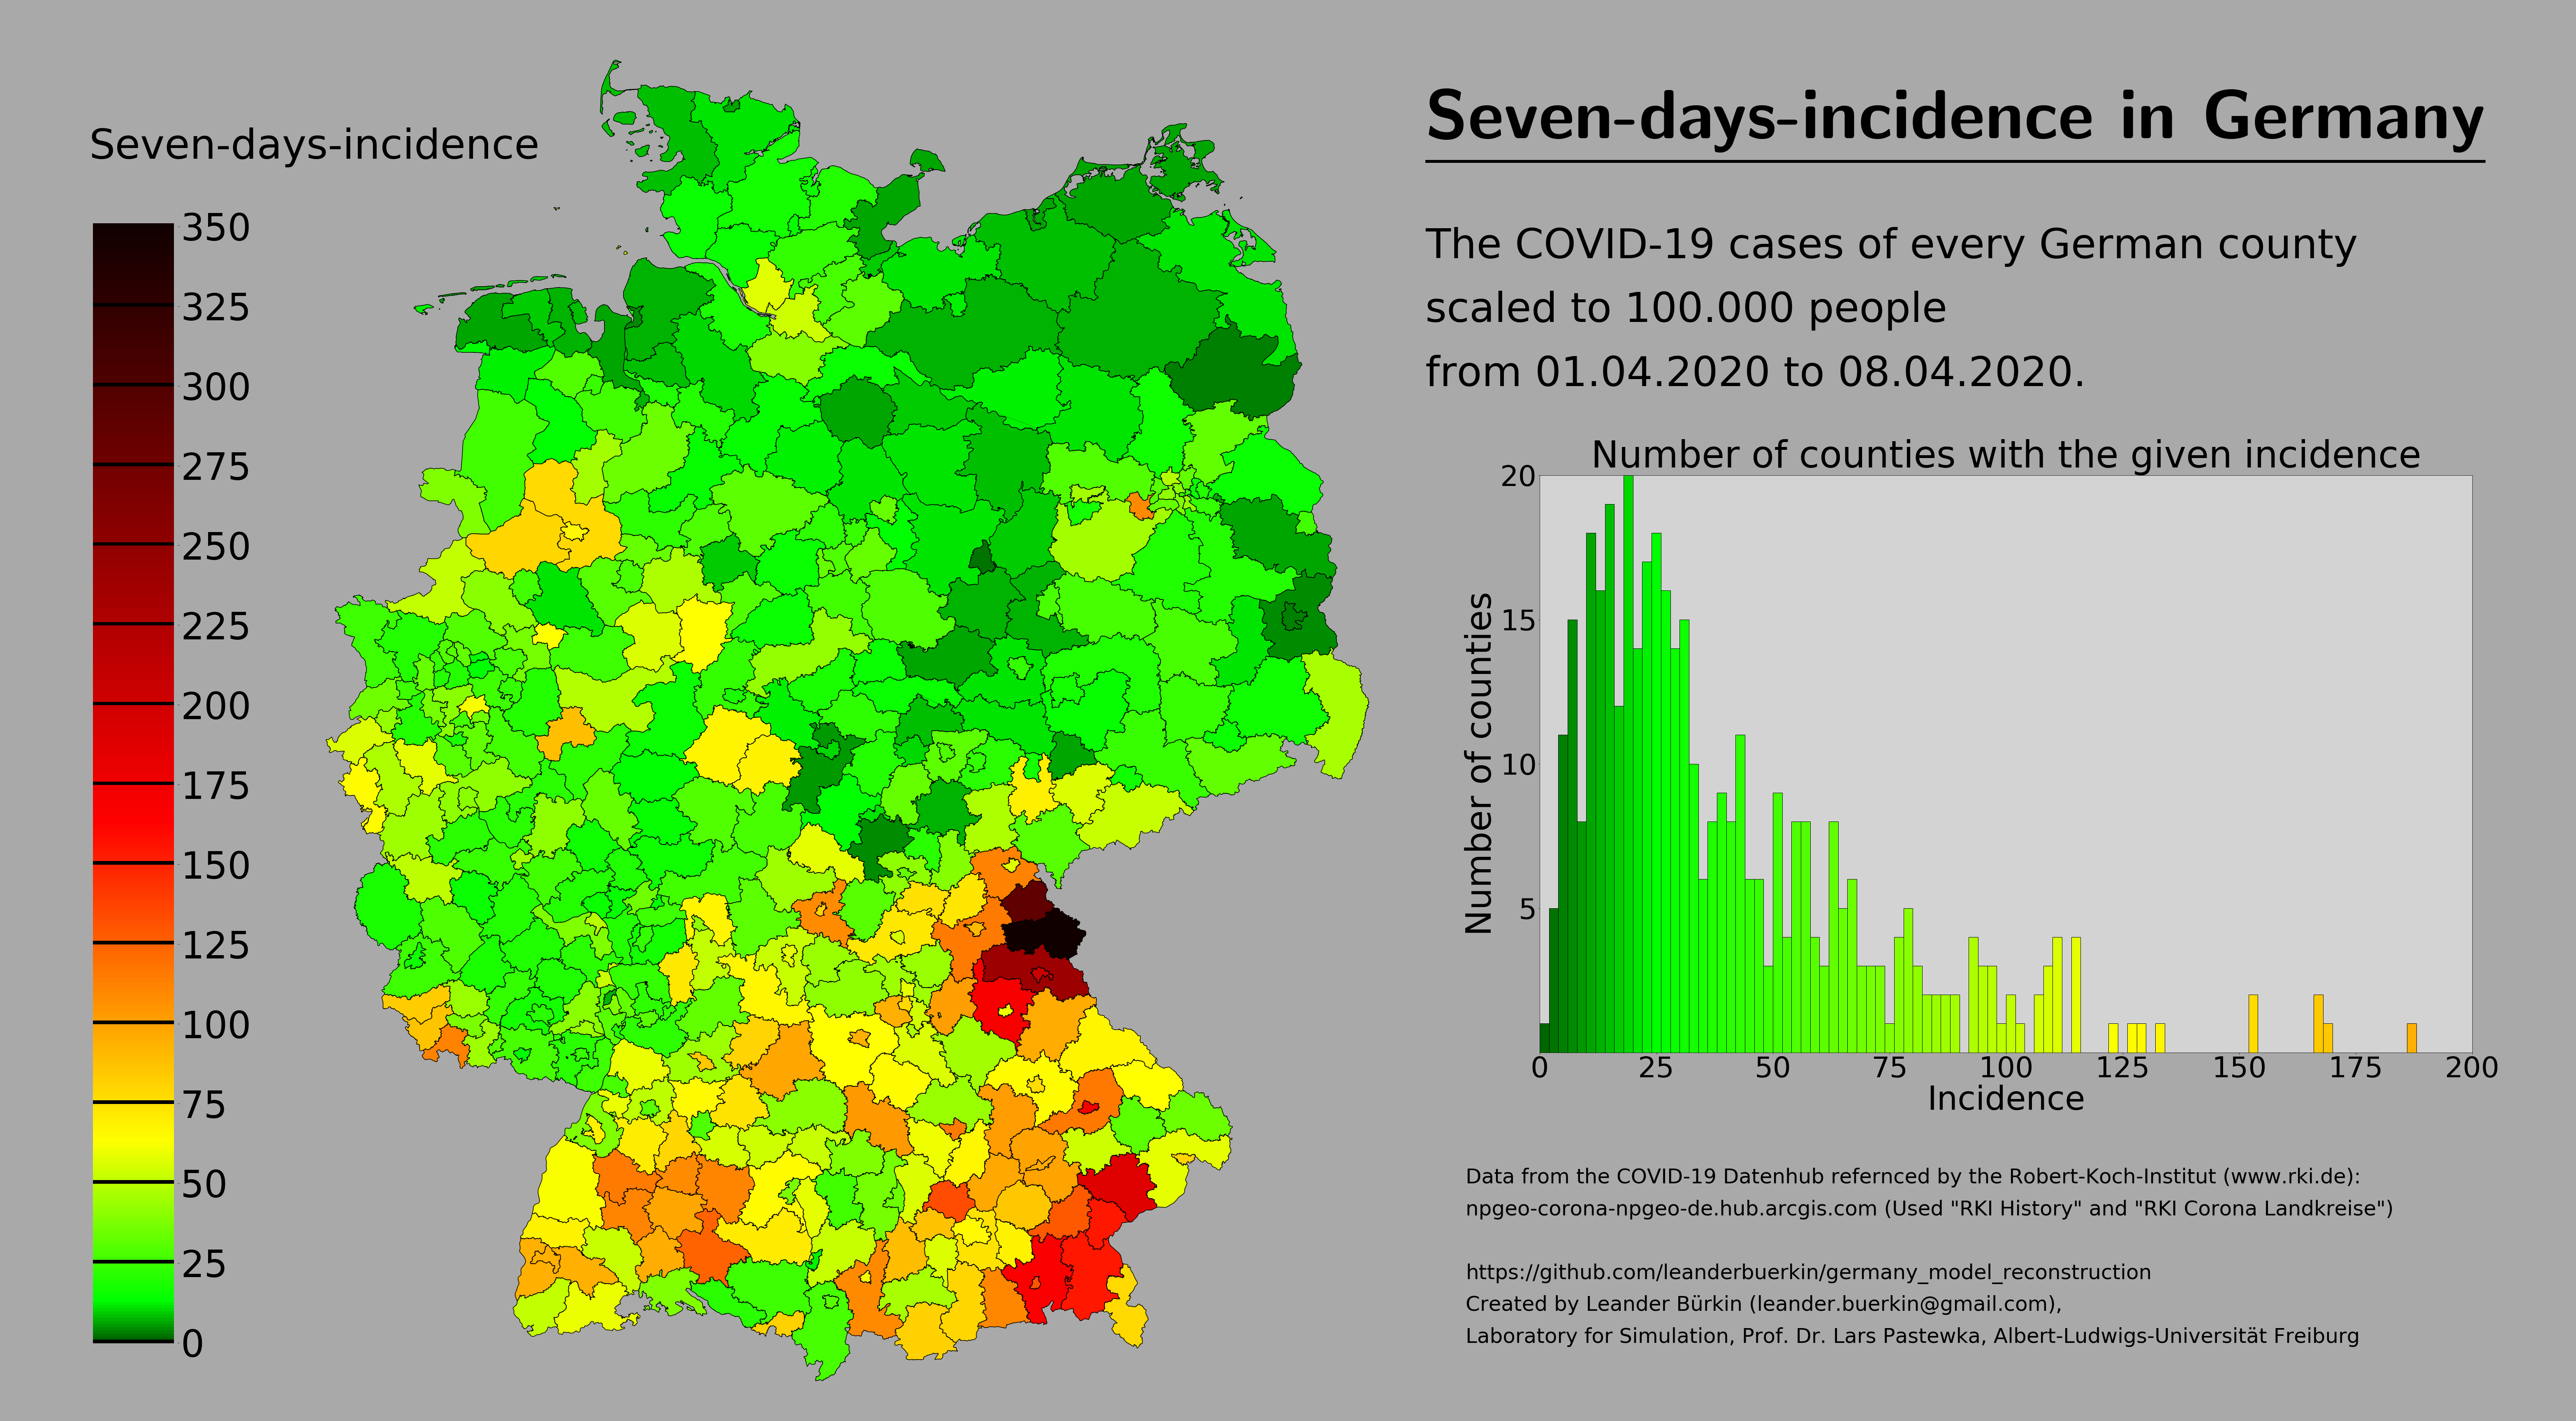 Seven-days-incidence in Germany
Seven-days-incidence
350
325
300
275
250
225
200
175
150
125
100
75
50
25
0
The COVID-19 cases of every German county
scaled to 100.000 people
from 01.04.2020 to 08.04.2020.
Number of counties with the given incidence
Number of counties
20
15
10
5
0 25 50 75 100 125 150 175 200
Incidence
Data from the COVID-19 Datenhub refernced by the Robert-Koch-Institut (www.rki.de):
npgeo-corona-npgeo-de.hub.arcgis.com (Used "RKI History" and "RKI Corona Landkreise")
https://github.com/leanderbuerkin/germany_model_reconstruction
Created by Leander Bürkin (leander.buerkin@gmail.com),
Laboratory for Simulation, Prof. Dr. Lars Pastewka, Albert-Ludwigs-Universität Freiburg